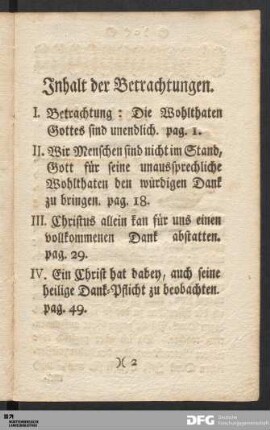 Inhalt der Betrachtungen.
I. Betrachtung : Die Wohlthaten
Gottes sind unendlich. pag. 1.
II. Wir Menschen sind nicht im Stand,
Gott für seine unaussprechliche
Wohlthaten den würdigen Dank
zu bringen. pag. 18.
III. Christus allein kan für uns einen
vollkommenen Dank abstatten.
pag. 29.
IV. Ein Christ hat dabey, auch seine
heilige Dank-Pflicht zu beobachten.
pag. 49.
)( 2
DFG Deutsche
Forschungsgemeinschaft